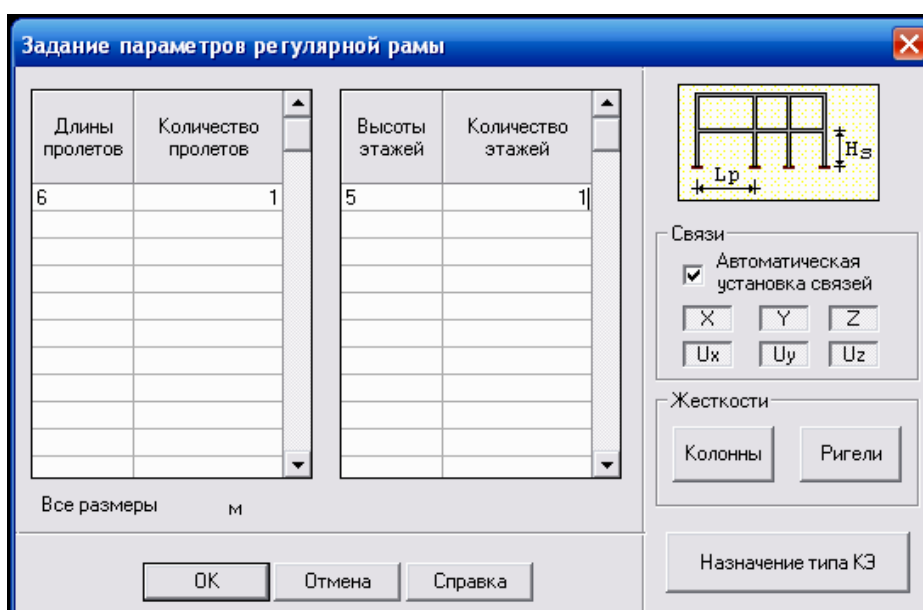 Задание параметров регулярной рамы
Длины
пролетов
Количество
пролетов
6
1
Высоты
этажей
Количество
этажей
5
1
Все размеры м
ОК
Отмена
Справка
Lp
Hs
Связи
Автоматическая
установка связей
X Y Z
Ux Uy Uz
Жесткости
Колонны
Ригели
Назначение типа КЭ